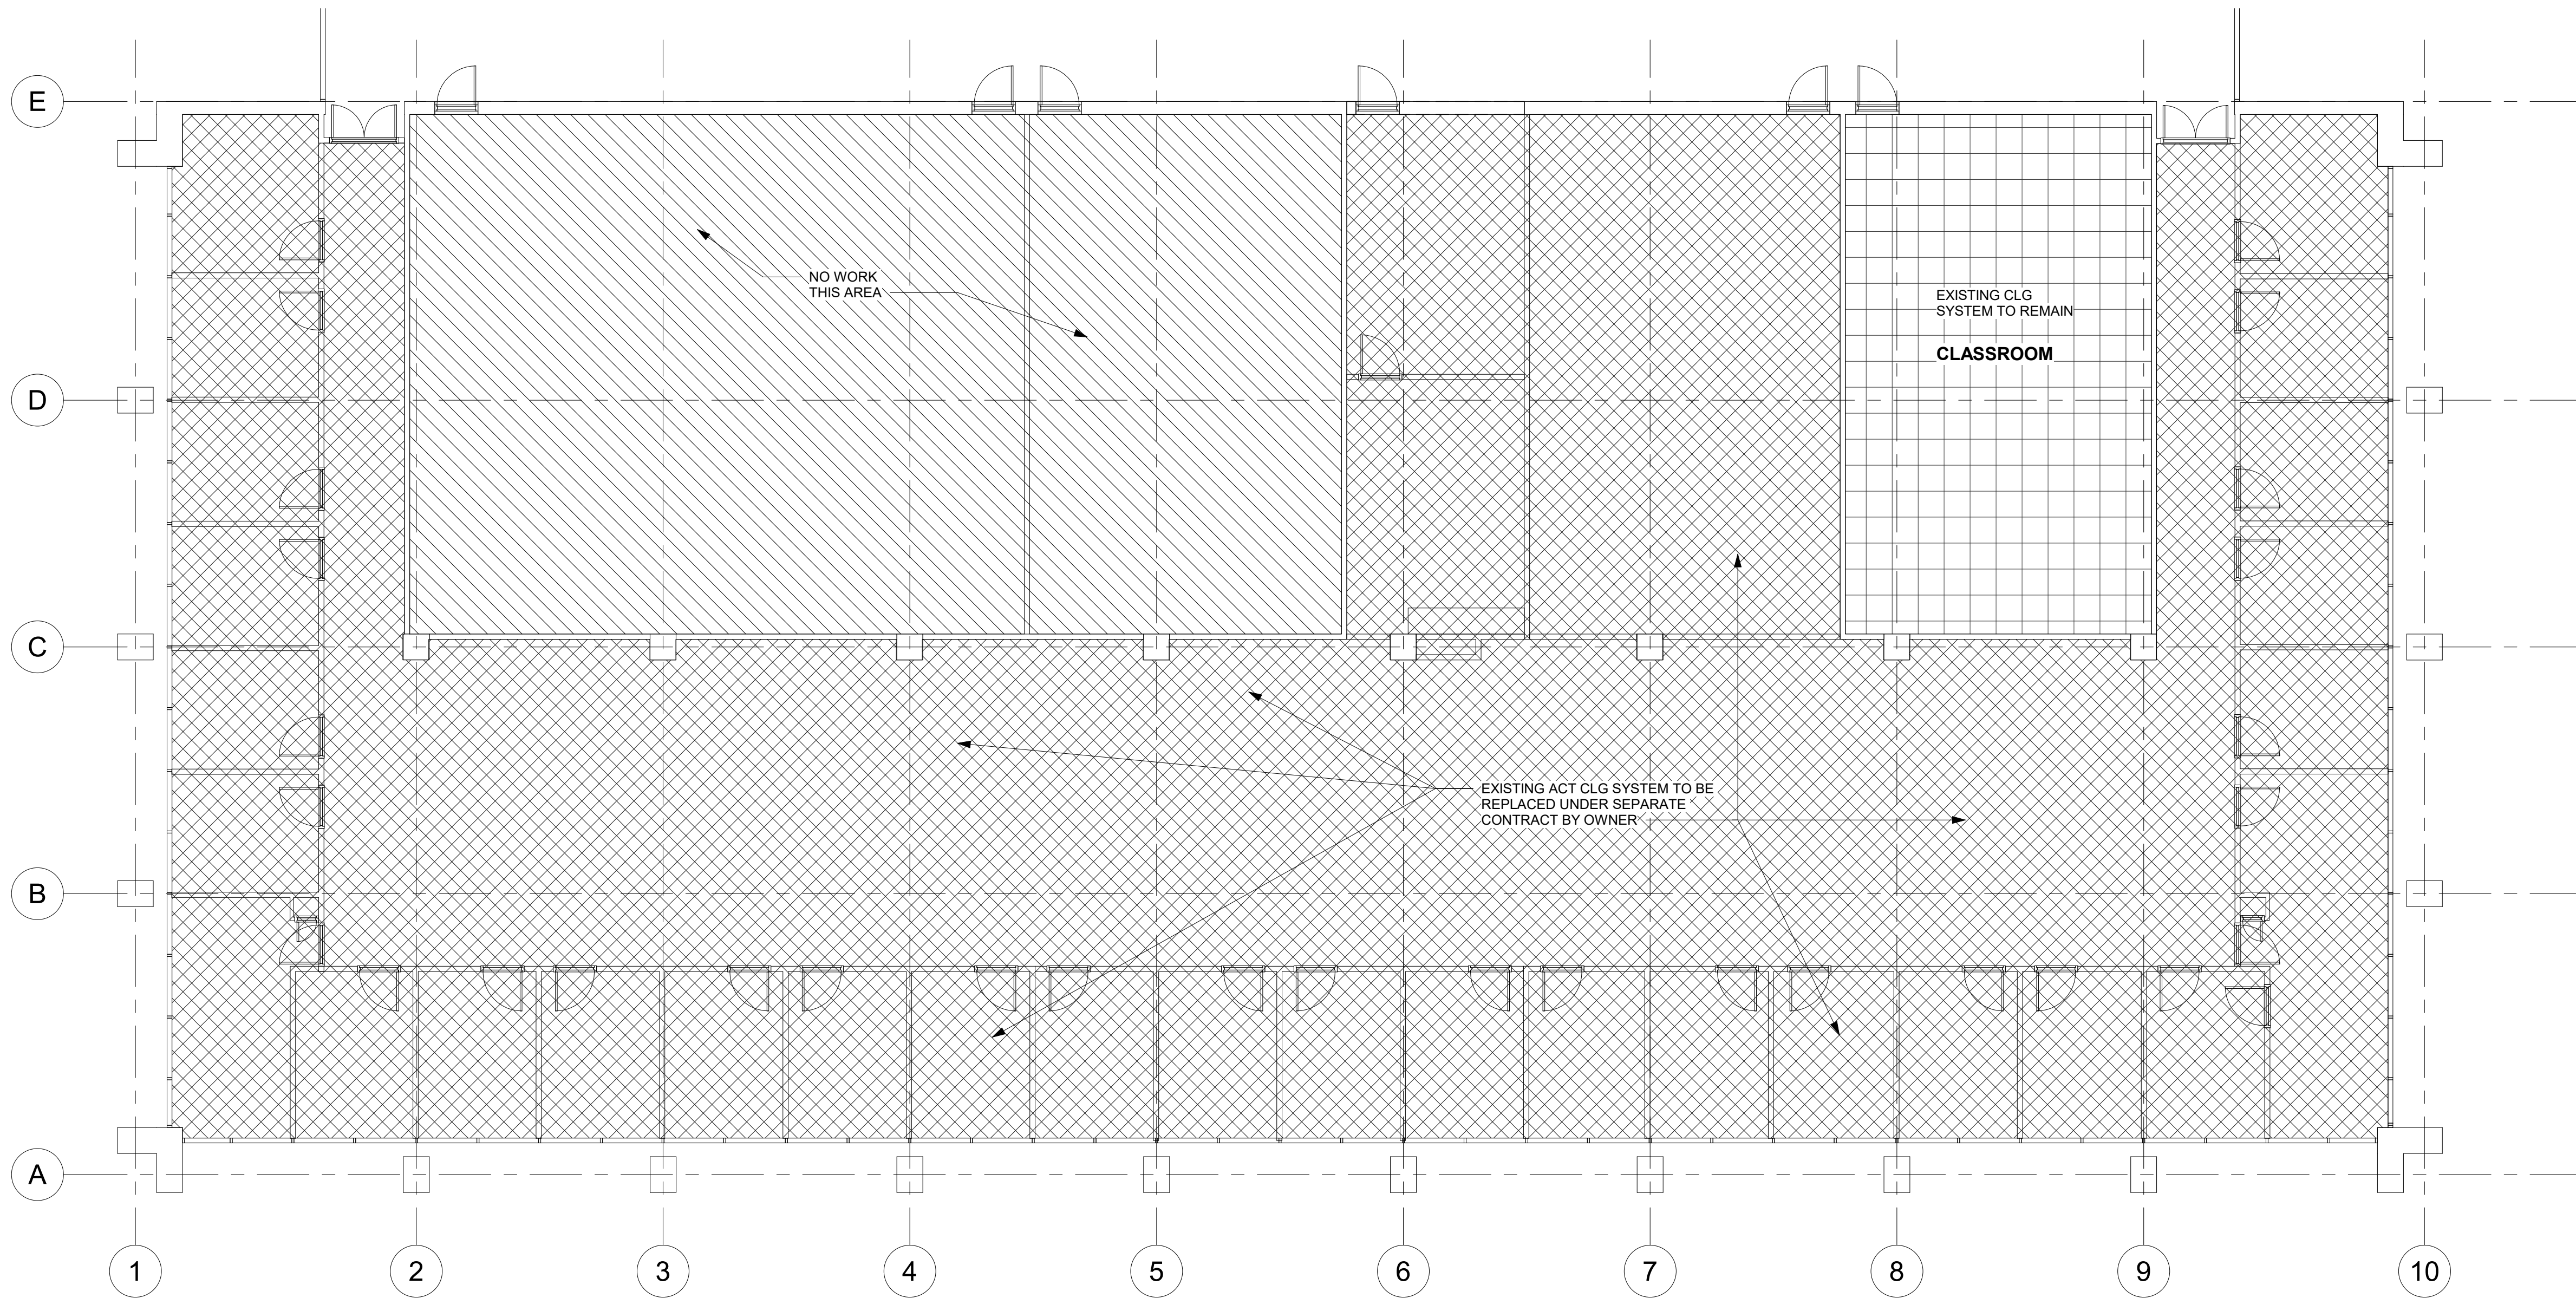 E
NO WORK
THIS AREA
EXISTING CLG
SYSTEM TO REMAIN
CLASSROOM
D
C
EXISTING ACT CLG SYSTEM TO BE
REPLACED UNDER SEPARATE
CONTRACT BY OWNER
B
A
1 2 3 4 5 6 7 8 9 10